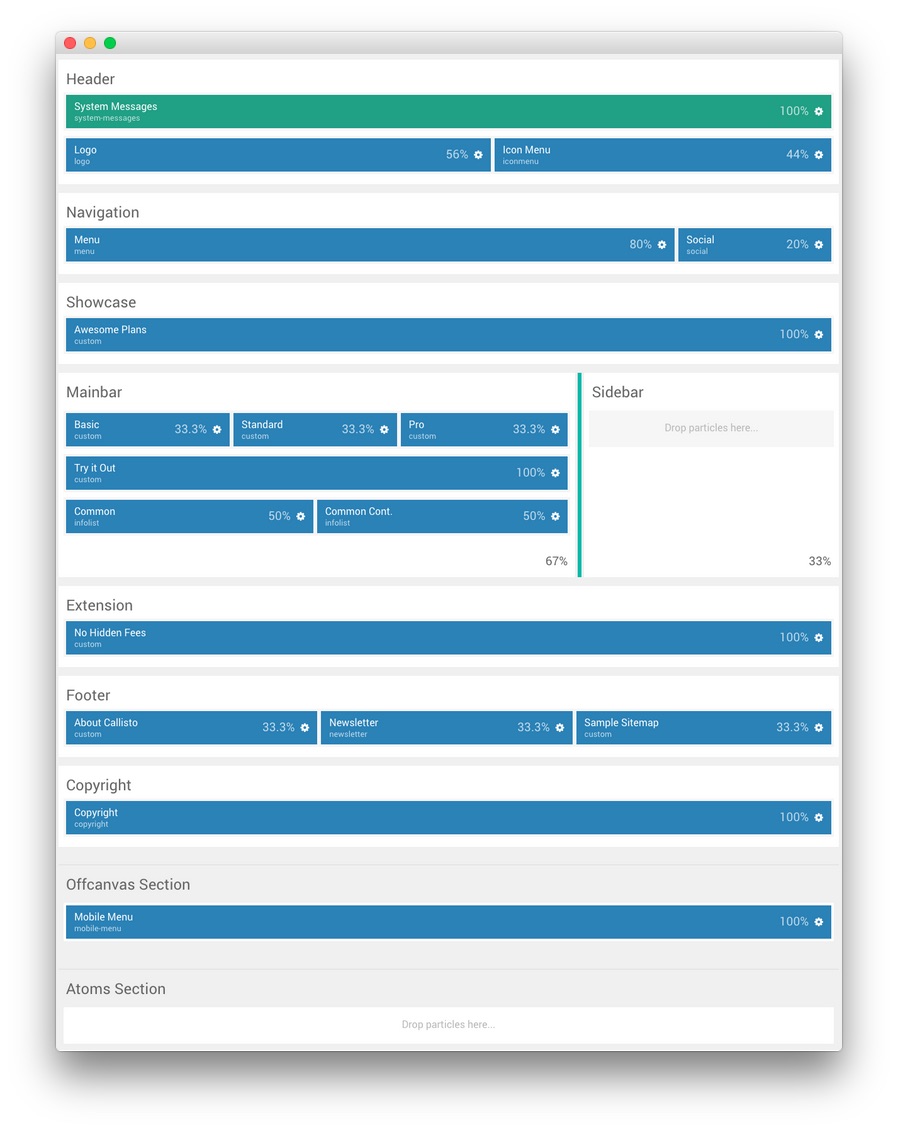 Header
System Messages 100%
system-messages
Logo 56% Icon Menu 44%
logo iconmenu
Navigation
Menu 80% Social 20%
menu social
Showcase
Awesome Plans 100%
custom
Mainbar Sidebar
Basic 33.3% Standard 33.3% Pro 33.3% Drop particles here...
custom custom custom
Try it Out 100%
custom
Common 50% Common Cont. 50%
infolist infolist
67% 33%
Extension
No Hidden Fees 100%
custom
Footer
About Callisto 33.3% Newsletter 33.3% Sample Sitemap 33.3%
custom newsletter custom
Copyright
Copyright 100%
copyright
Offcanvas Section
Mobile Menu 100%
mobile-menu
Atoms Section
Drop particles here...